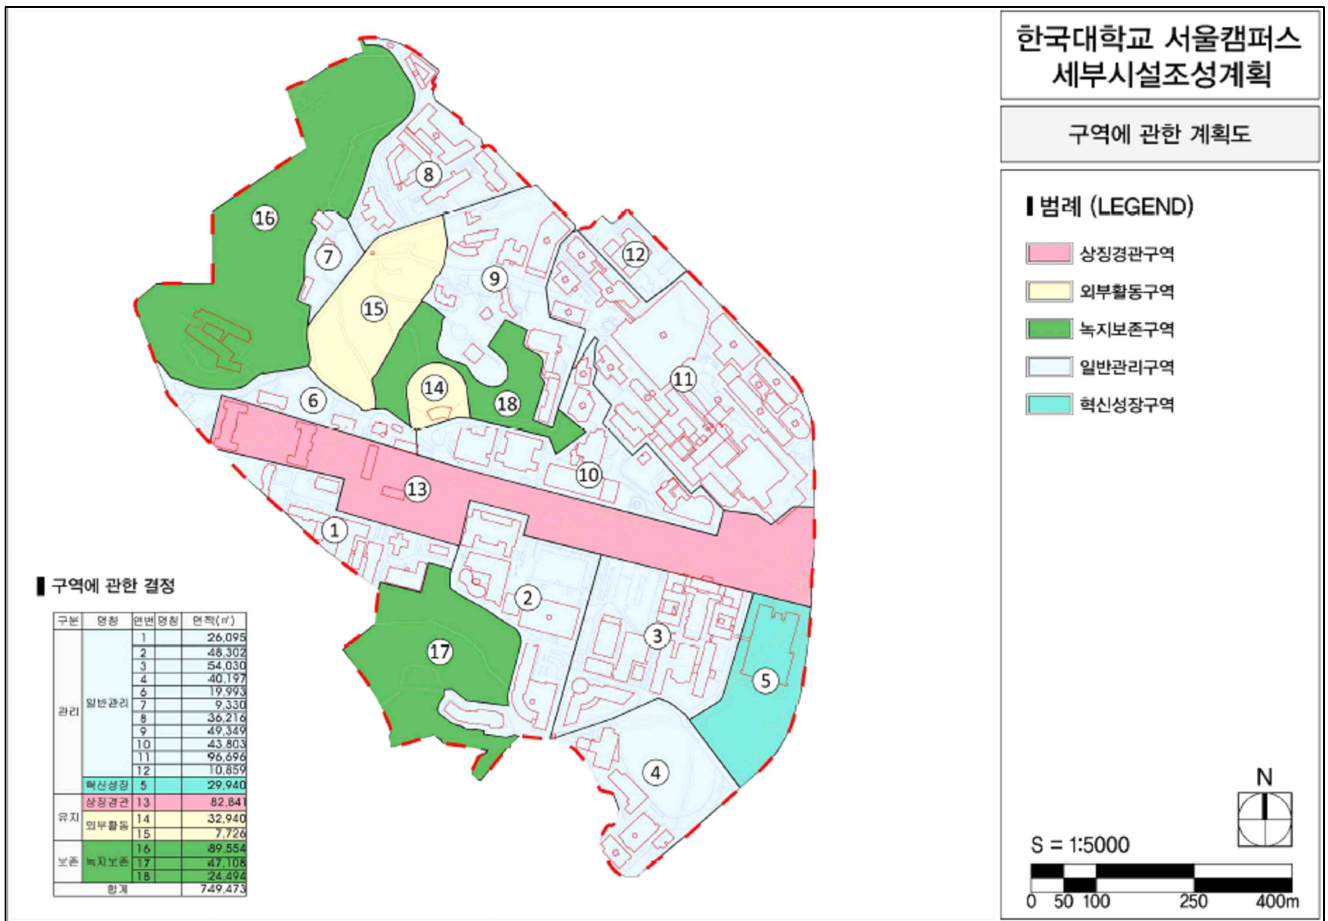 한국대학교 서울캠퍼스
세부시설조성계획
구역에 관한 계획도
범례 (LEGEND)
상징경관구역
외부활동구역
녹지보존구역
일반관리구역
혁신성장구역
8
16
12
7
9
15
11
14
18
6
10
13
1
2
3
17
5
4
구역에 관한 결정
구분 명칭 연번 명칭 면적(㎡)
관리 일반관리 1 26,095
2 48,302
3 54,030
4 40,197
6 19,993
7 9,330
8 36,216
9 49,349
10 43,803
11 96,696
12 10,859
혁신성장 5 29,940
유지 상징경관 13 82,841
외부활동 14 32,940
15 7,726
보존 녹지보존 16 89,554
17 47,108
18 24,494
합계 749,473
N
S = 1:5000
0 50 100 250 400m